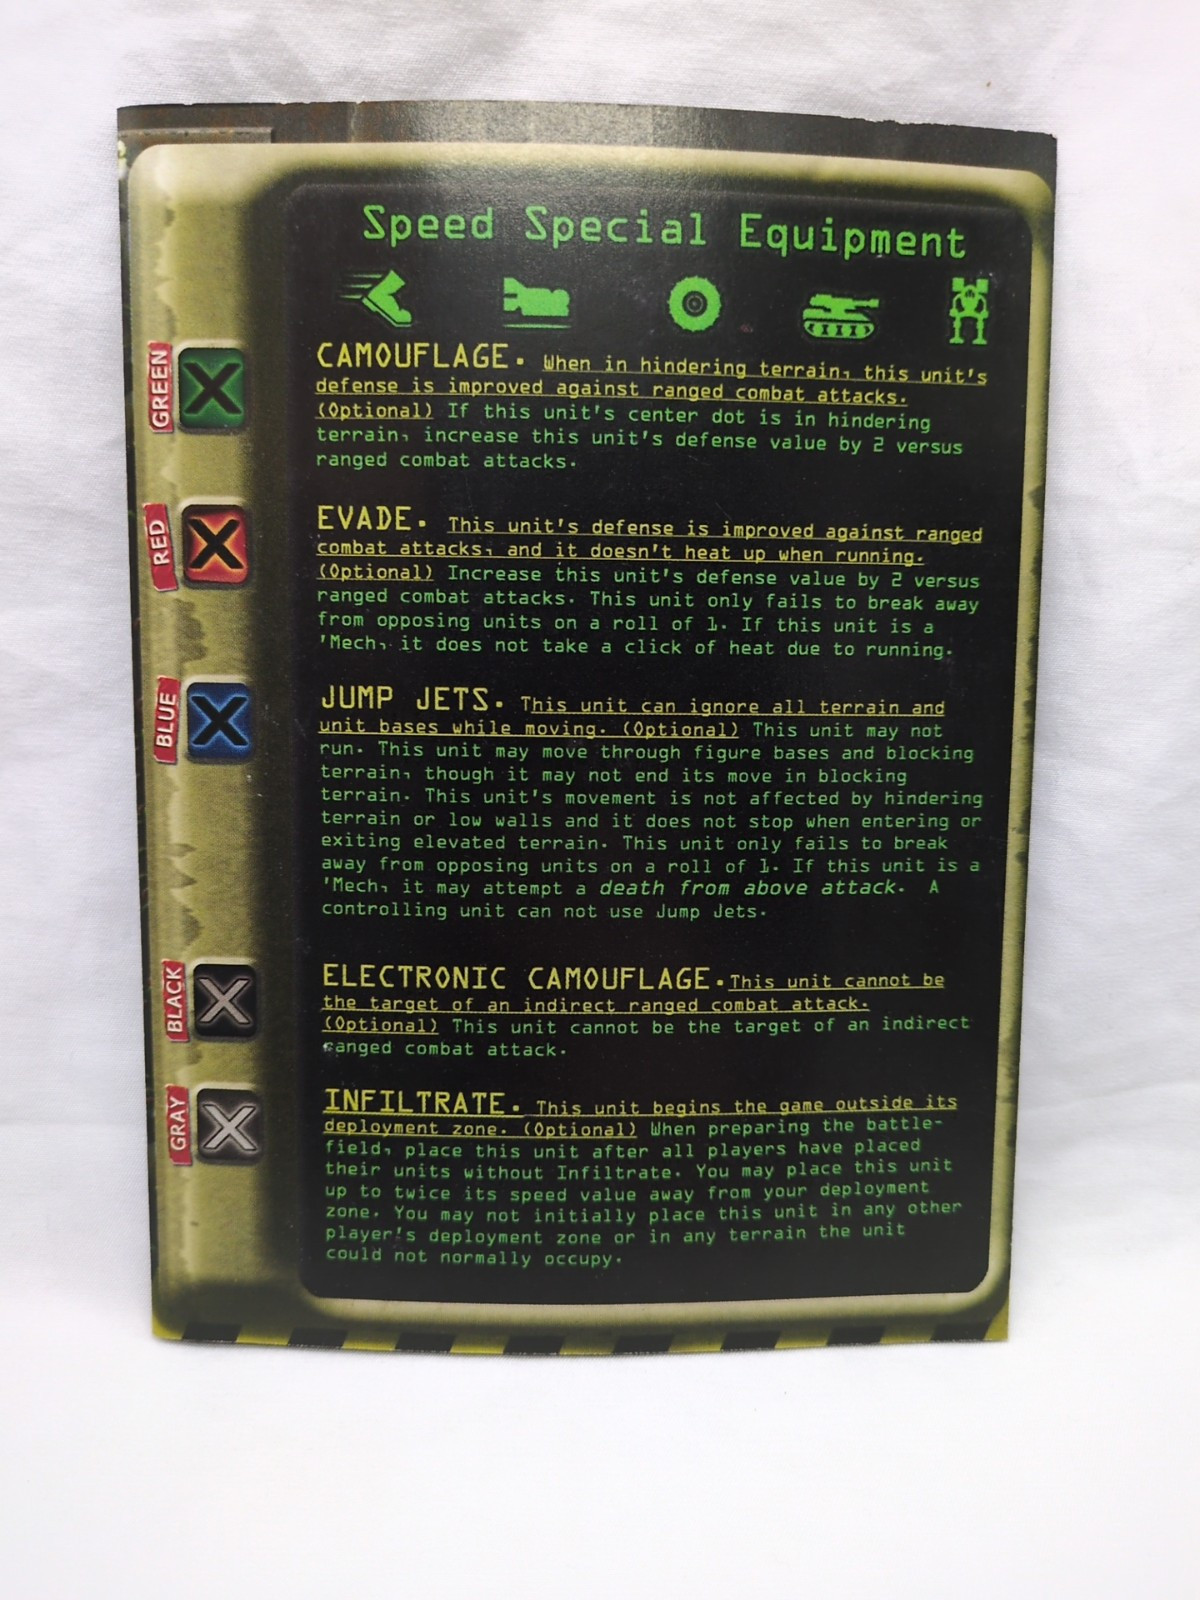 Speed Special Equipment
GREEN
CAMOUFLAGE. When in hindering terrain, this unit's
defense is improved against ranged combat attacks.
(Optional) If this unit's center dot is in hindering
terrain, increase this unit's defense value by 2 versus
ranged combat attacks.
RED
EVADE. This unit's defense is improved against ranged
combat attacks, and it doesn't heat up when running.
(Optional) Increase this unit's defense value by 2 versus
ranged combat attacks. This unit only fails to break away
from opposing units on a roll of 1. If this unit is a
'Mech, it does not take a click of heat due to running.
BLUE
JUMP JETS. This unit can ignore all terrain and
unit bases while moving. (Optional) This unit may not
run. This unit may move through figure bases and blocking
terrain, though it may not end its move in blocking
terrain. This unit's movement is not affected by hindering
terrain or low walls and it does not stop when entering or
exiting elevated terrain. This unit only fails to break
away from opposing units on a roll of 1. If this unit is a
'Mech, it may attempt a death from above attack. A
controlling unit can not use Jump Jets.
BLACK
ELECTRONIC CAMOUFLAGE. This unit cannot be
the target of an indirect ranged combat attack.
(Optional) This unit cannot be the target of an indirect
ranged combat attack.
GRAY
INFILTRATE. This unit begins the game outside its
deployment zone. (Optional) When preparing the battle-
field, place this unit after all players have placed
their units without Infiltrate. You may place this unit
up to twice its speed value away from your deployment
zone. You may not initially place this unit in any other
player's deployment zone or in any terrain the unit
could not normally occupy.